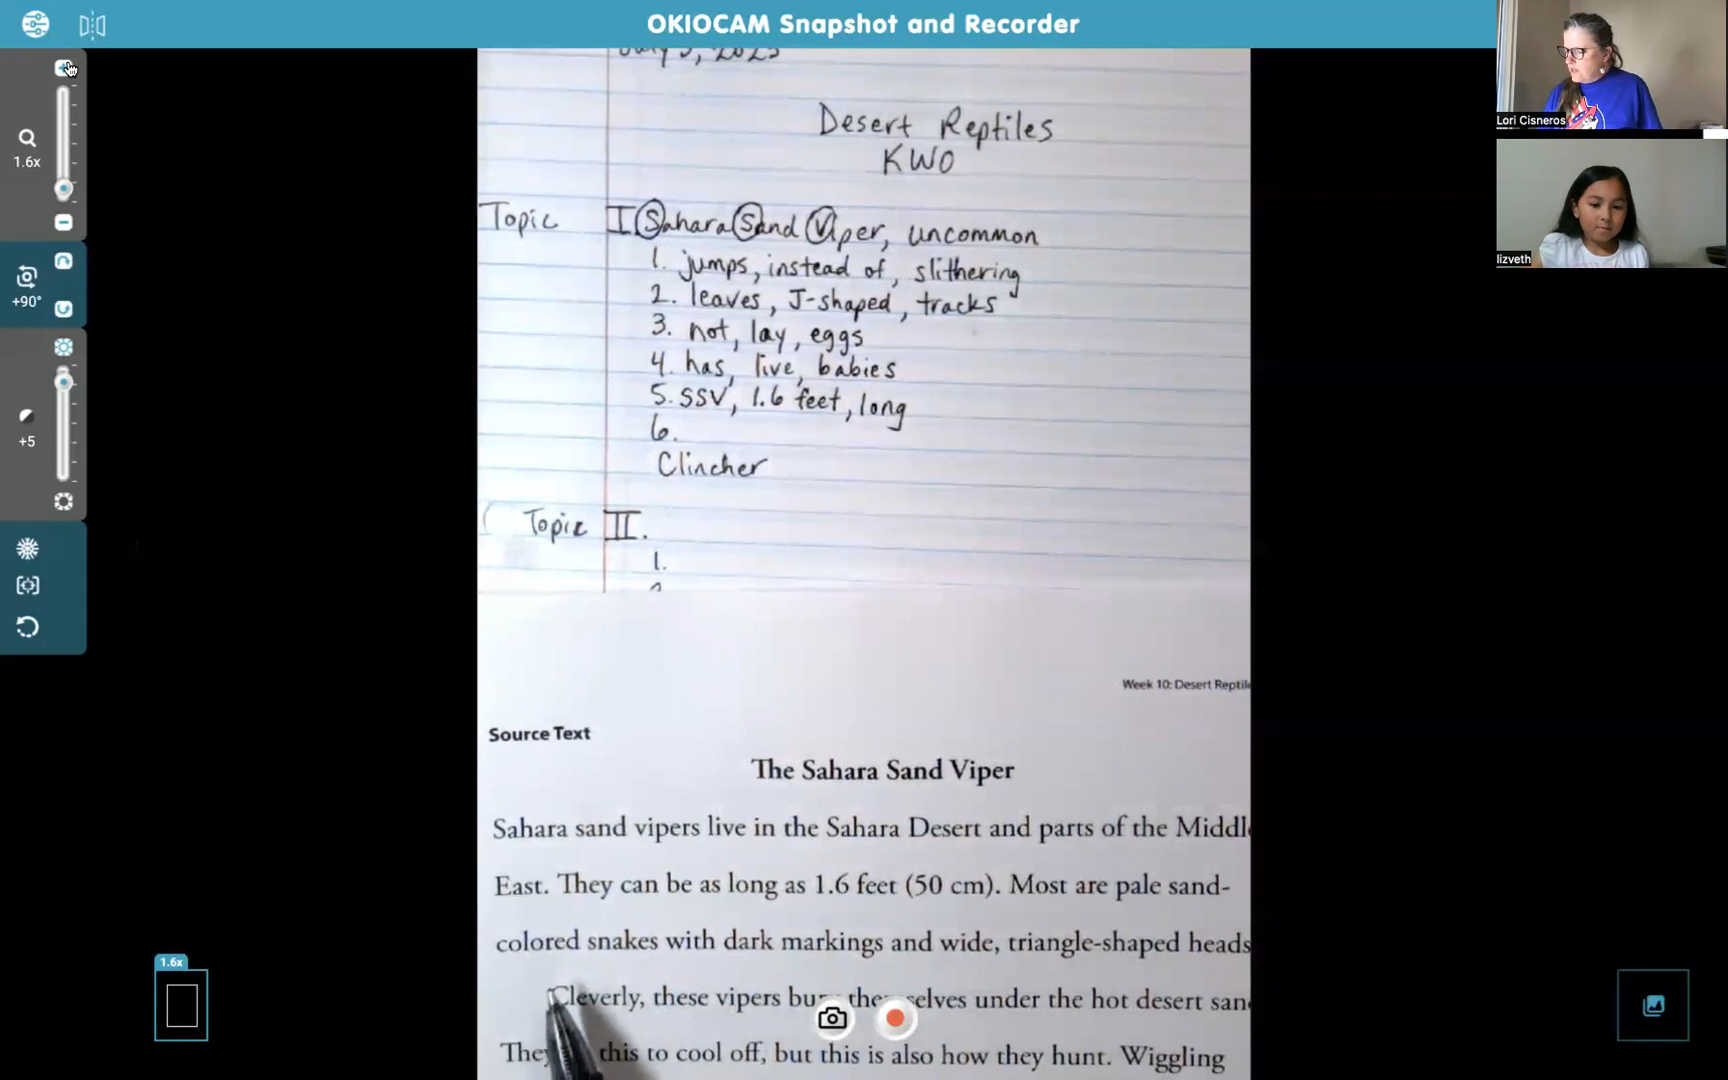 OKIOCAM Snapshot and Recorder
1.6x
+90°
+5
1.6x
Lori Cisneros
lizveth
July 5, 2023
Desert Reptiles
KWO
Topic I Sahara Sand Viper, uncommon
1. jumps, instead of, slithering
2. leaves, J-shaped, tracks
3. not, lay, eggs
4. has, live, babies
5. SSV, 1.6 feet, long
6.
Clincher
Topic II.
1.
Week 10: Desert Reptil
Source Text
The Sahara Sand Viper
Sahara sand vipers live in the Sahara Desert and parts of the Middl
East. They can be as long as 1.6 feet (50 cm). Most are pale sand-
colored snakes with dark markings and wide, triangle-shaped heads
Cleverly, these vipers under the hot desert san
They this to cool off, but this is also how they hunt. Wiggling